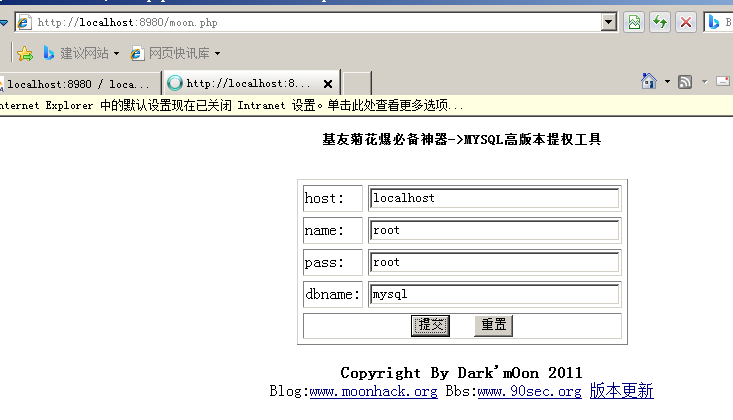 http://localhost:8980/moon.php
建议网站 网页快讯库
localhost:8980 / loca... http://localhost:8...
nternet Explorer 中的默认设置现在已关闭 Intranet 设置。单击此处查看更多选项...
基友菊花爆必备神器->MYSQL高版本提权工具
host: localhost
name: root
pass: root
dbname: mysql
提交 重置
Copyright By Dark'mOon 2011
Blog:www.moonhack.org Bbs:www.90sec.org 版本更新